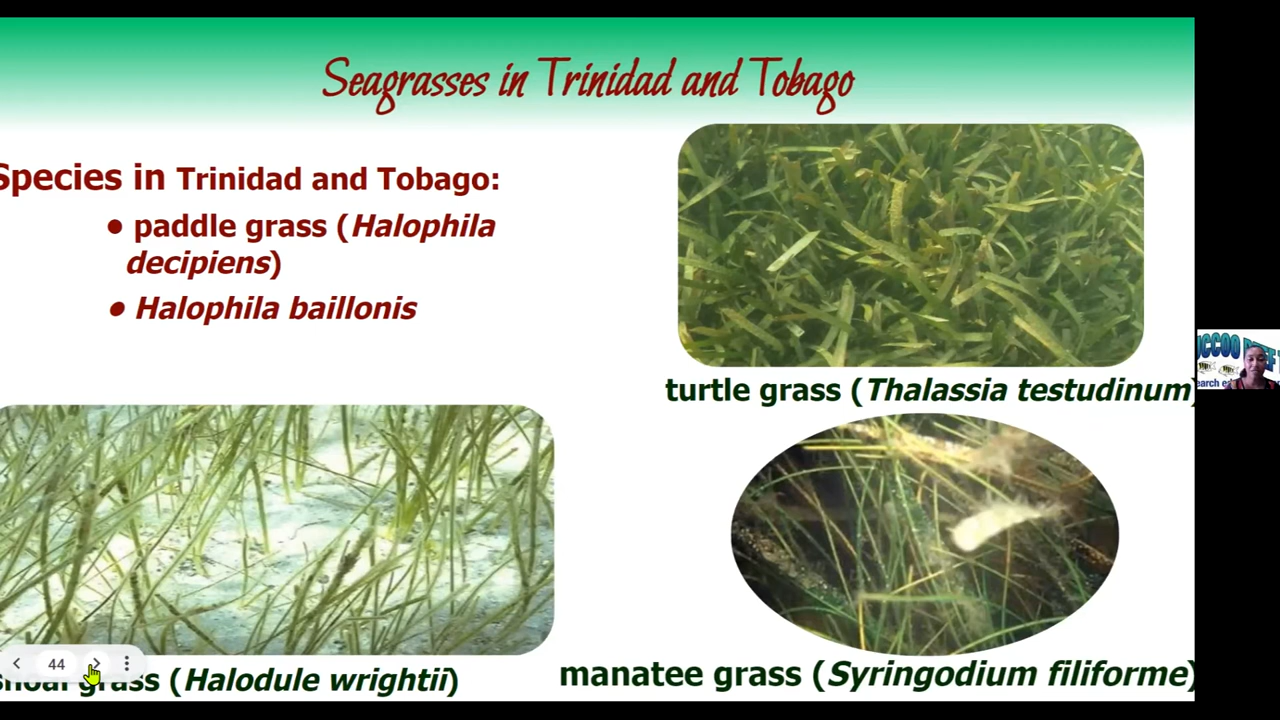 Seagrasses in Trinidad and Tobago
Species in Trinidad and Tobago:
• paddle grass (Halophila
decipiens)
• Halophila baillonis
turtle grass (Thalassia testudinum)
44
grass (Halodule wrightii)
manatee grass (Syringodium filiforme)